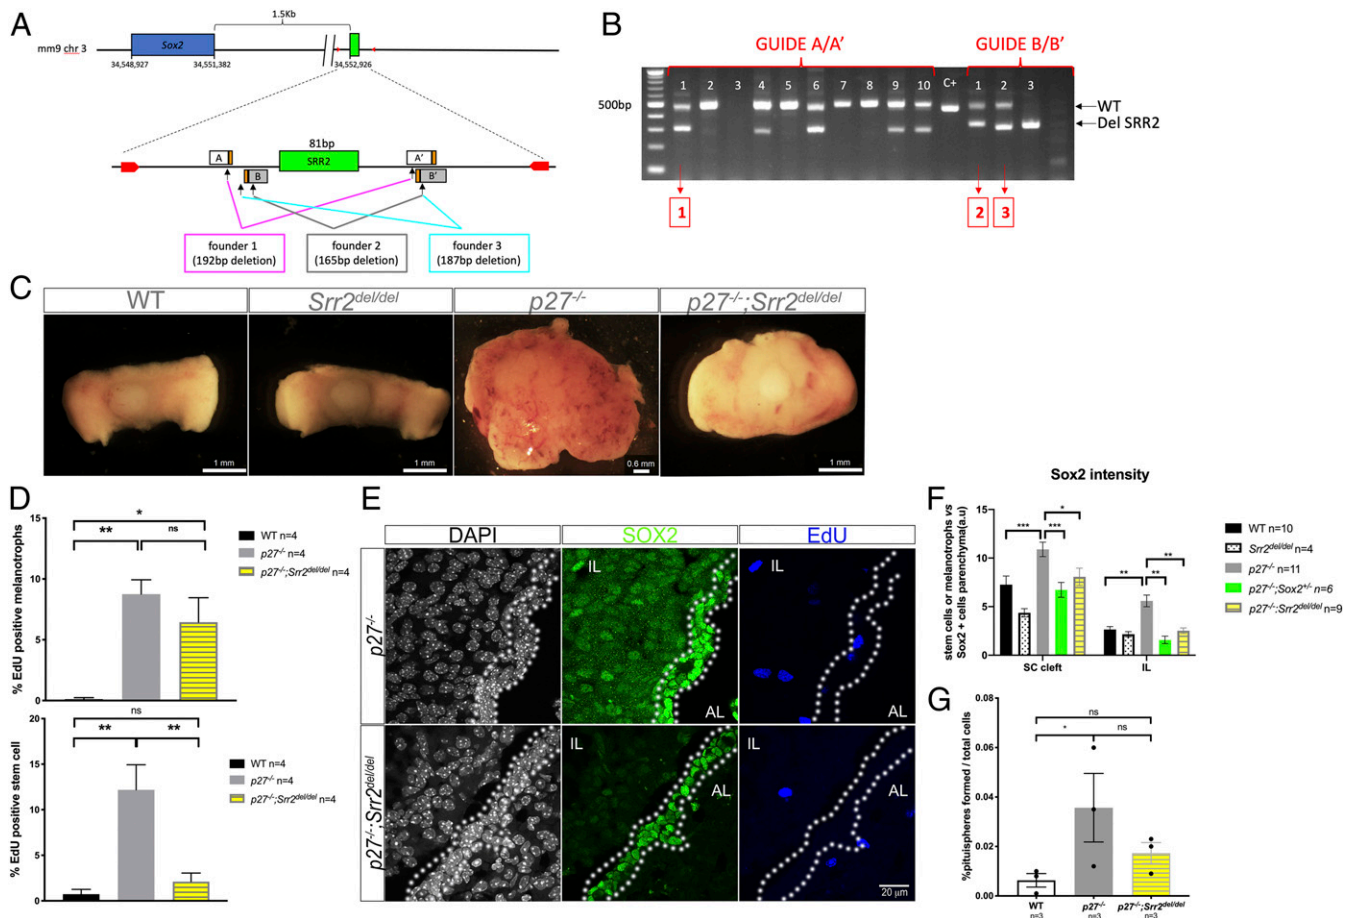 A
1.5Kb
mm9 chr 3
Sox2
34,548,927
34,551,382
34,552,926
81bp
A
SRR2
A'
B
B'
founder 1
(192bp deletion)
founder 2
(165bp deletion)
founder 3
(187bp deletion)
B
GUIDE A/A'
GUIDE B/B'
1 2 3 4 5 6 7 8 9 10 C+ 1 2 3
500bp
WT
Del SRR2
1
2
3
C
WT
Srr2del/del
p27-/-
p27-/-;Srr2del/del
1 mm
1 mm
0.6 mm
1 mm
D
% EdU positive melanotrophs
15
10
5
0
*
**
ns
WT n=4
p27-/- n=4
p27-/-;Srr2del/del n=4
% EdU positive stem cell
20
15
10
5
0
ns
**
**
WT n=4
p27-/- n=4
p27-/-;Srr2del/del n=4
E
DAPI
SOX2
EdU
p27-/-
IL
IL
AL
AL
p27-/-;Srr2del/del
IL
IL
AL
AL
20 µm
F
Sox2 intensity
stem cells or melanotrophs vs
Sox2 + cells parenchyma(a.u)
15
10
5
0
***
*
***
**
**
**
SC cleft
IL
WT n=10
Srr2del/del n=4
p27-/- n=11
p27-/-;Sox2+/- n=6
p27-/-;Srr2del/del n=9
G
%pituispheres formed / total cells
0.08
0.06
0.04
0.02
0.00
ns
*
ns
WT
n=3
p27-/-
n=3
p27-/-;Srr2del/del
n=3